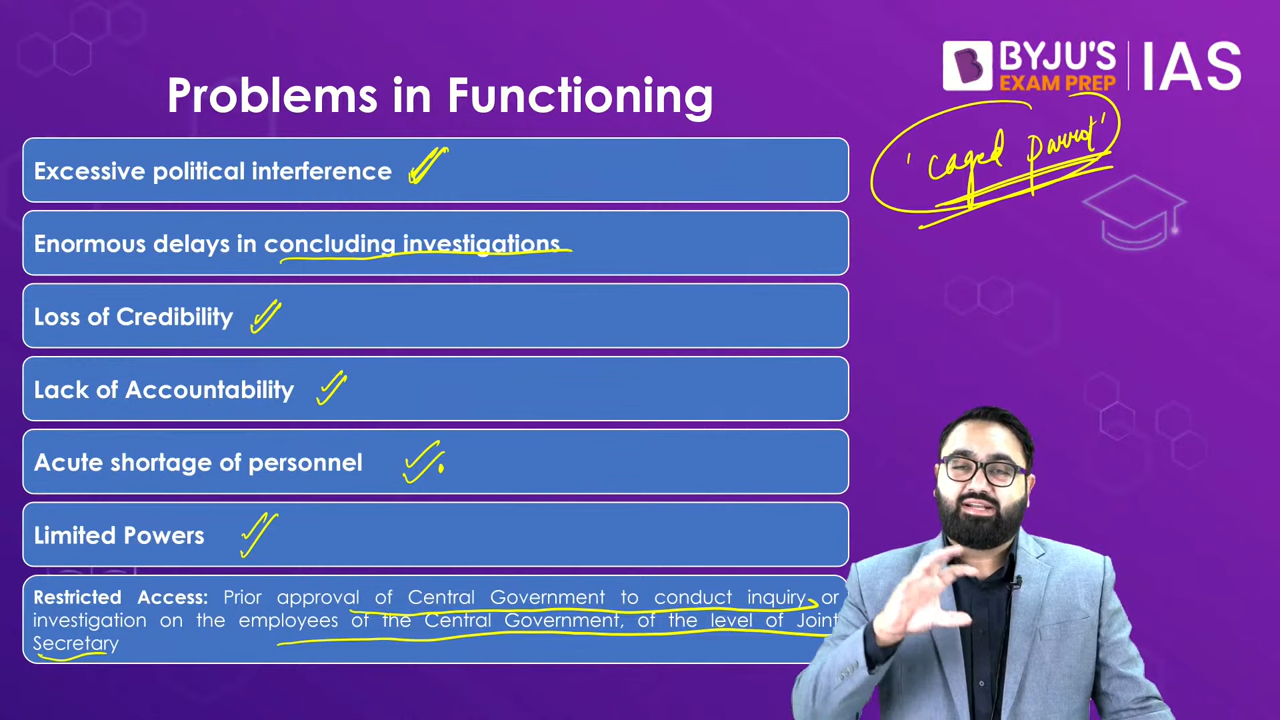 BYJU'S
EXAM PREP
IAS
Problems in Functioning
'caged parrot'
Excessive political interference
Enormous delays in concluding investigations
Loss of Credibility
Lack of Accountability
Acute shortage of personnel
Limited Powers
Restricted Access: Prior approval of Central Government to conduct inquiry or
investigation on the employees of the Central Government, of the level of Joint
Secretary